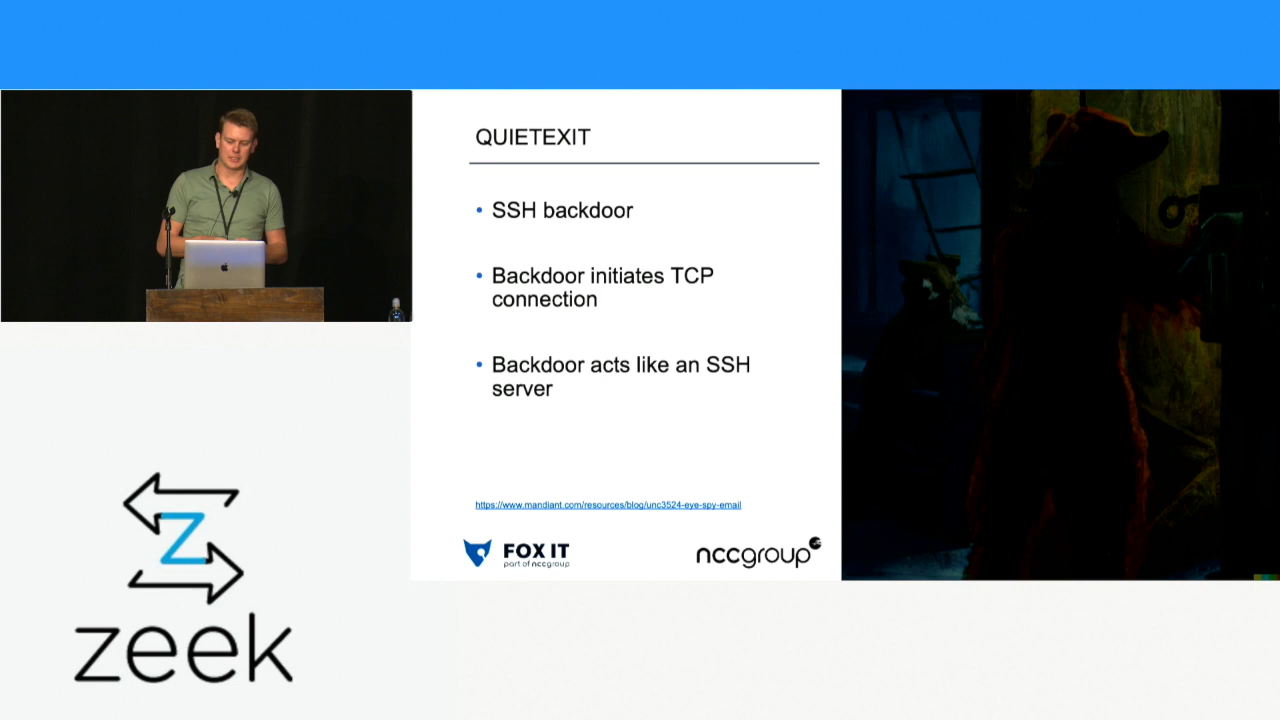 QUIETEXIT
• SSH backdoor
• Backdoor initiates TCP
connection
• Backdoor acts like an SSH
server
https://www.mandiant.com/resources/blog/unc3524-eye-spy-email
FOX IT
part of nccgroup
nccgroup
z
zeek